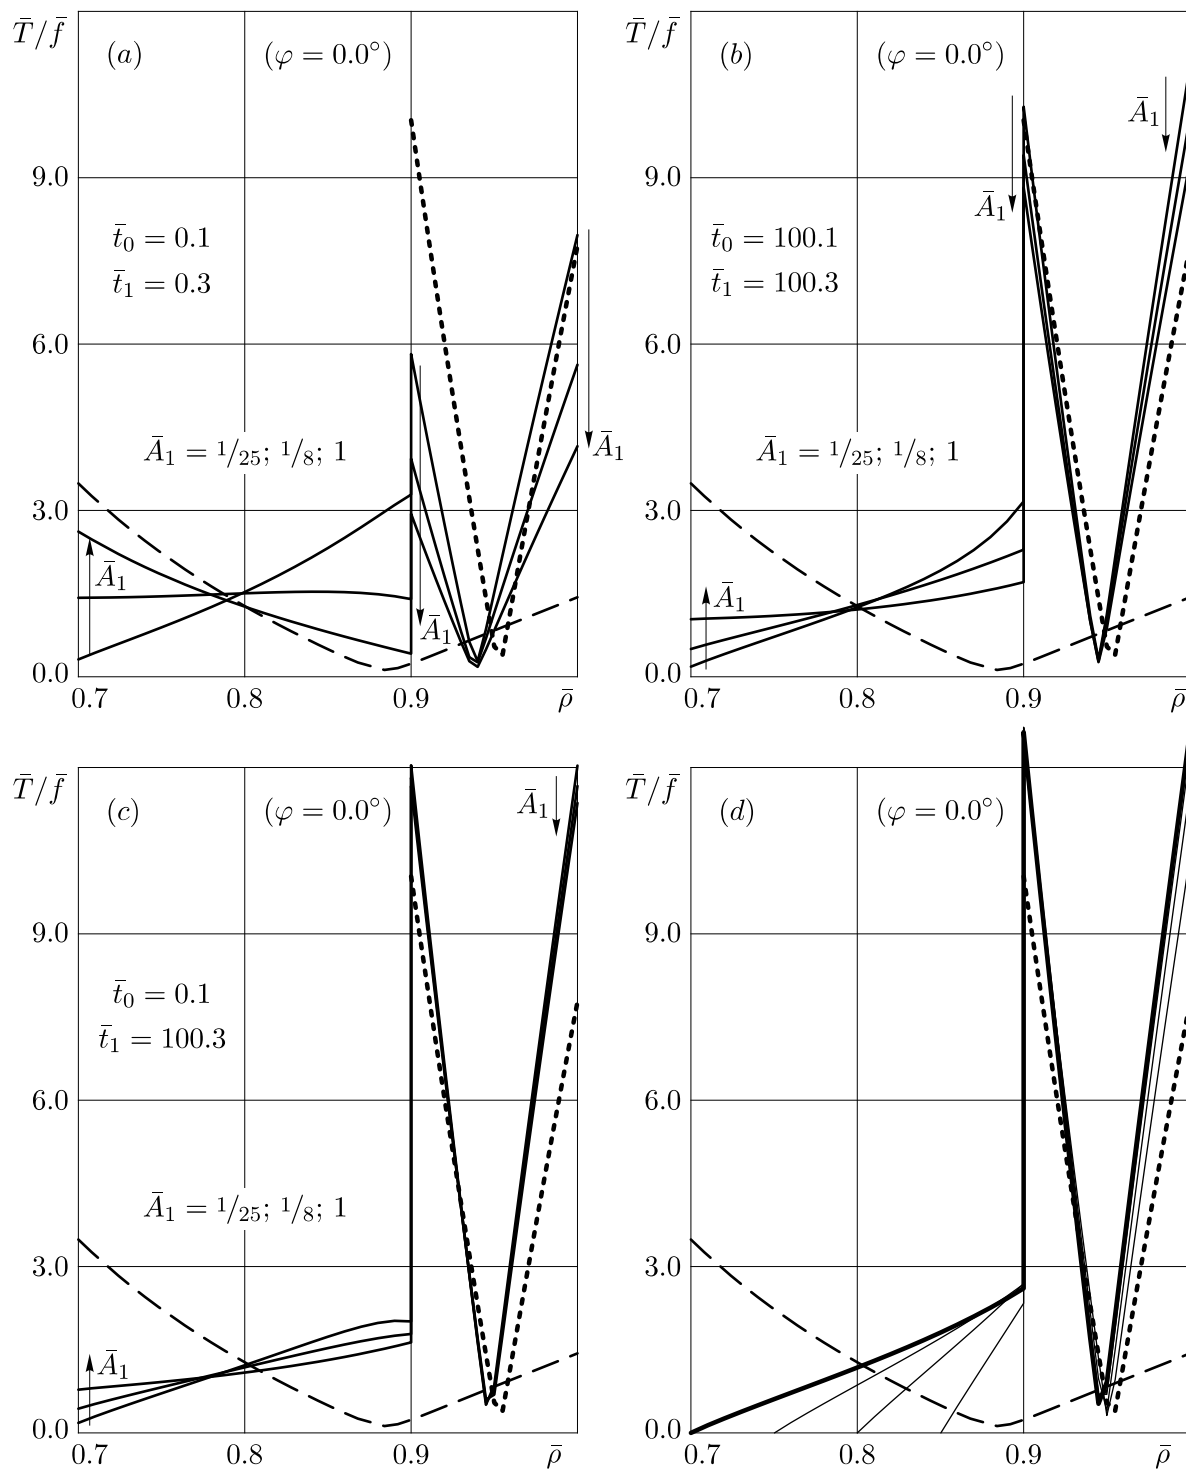 T̄/f̄ (a) (φ = 0.0°)
9.0
t̄₀ = 0.1
t̄₁ = 0.3
6.0
Ā₁ = 1/25; 1/8; 1
Ā₁
3.0
Ā₁
Ā₁
0.0
0.7 0.8 0.9 ρ̄
T̄/f̄ (b) (φ = 0.0°)
Ā₁
9.0
Ā₁
t̄₀ = 100.1
t̄₁ = 100.3
6.0
Ā₁ = 1/25; 1/8; 1
3.0
Ā₁
0.0
0.7 0.8 0.9 ρ̄
T̄/f̄ (c) (φ = 0.0°) Ā₁
9.0
t̄₀ = 0.1
t̄₁ = 100.3
6.0
Ā₁ = 1/25; 1/8; 1
3.0
Ā₁
0.0
0.7 0.8 0.9 ρ̄
T̄/f̄ (d) (φ = 0.0°)
9.0
6.0
3.0
0.0
0.7 0.8 0.9 ρ̄